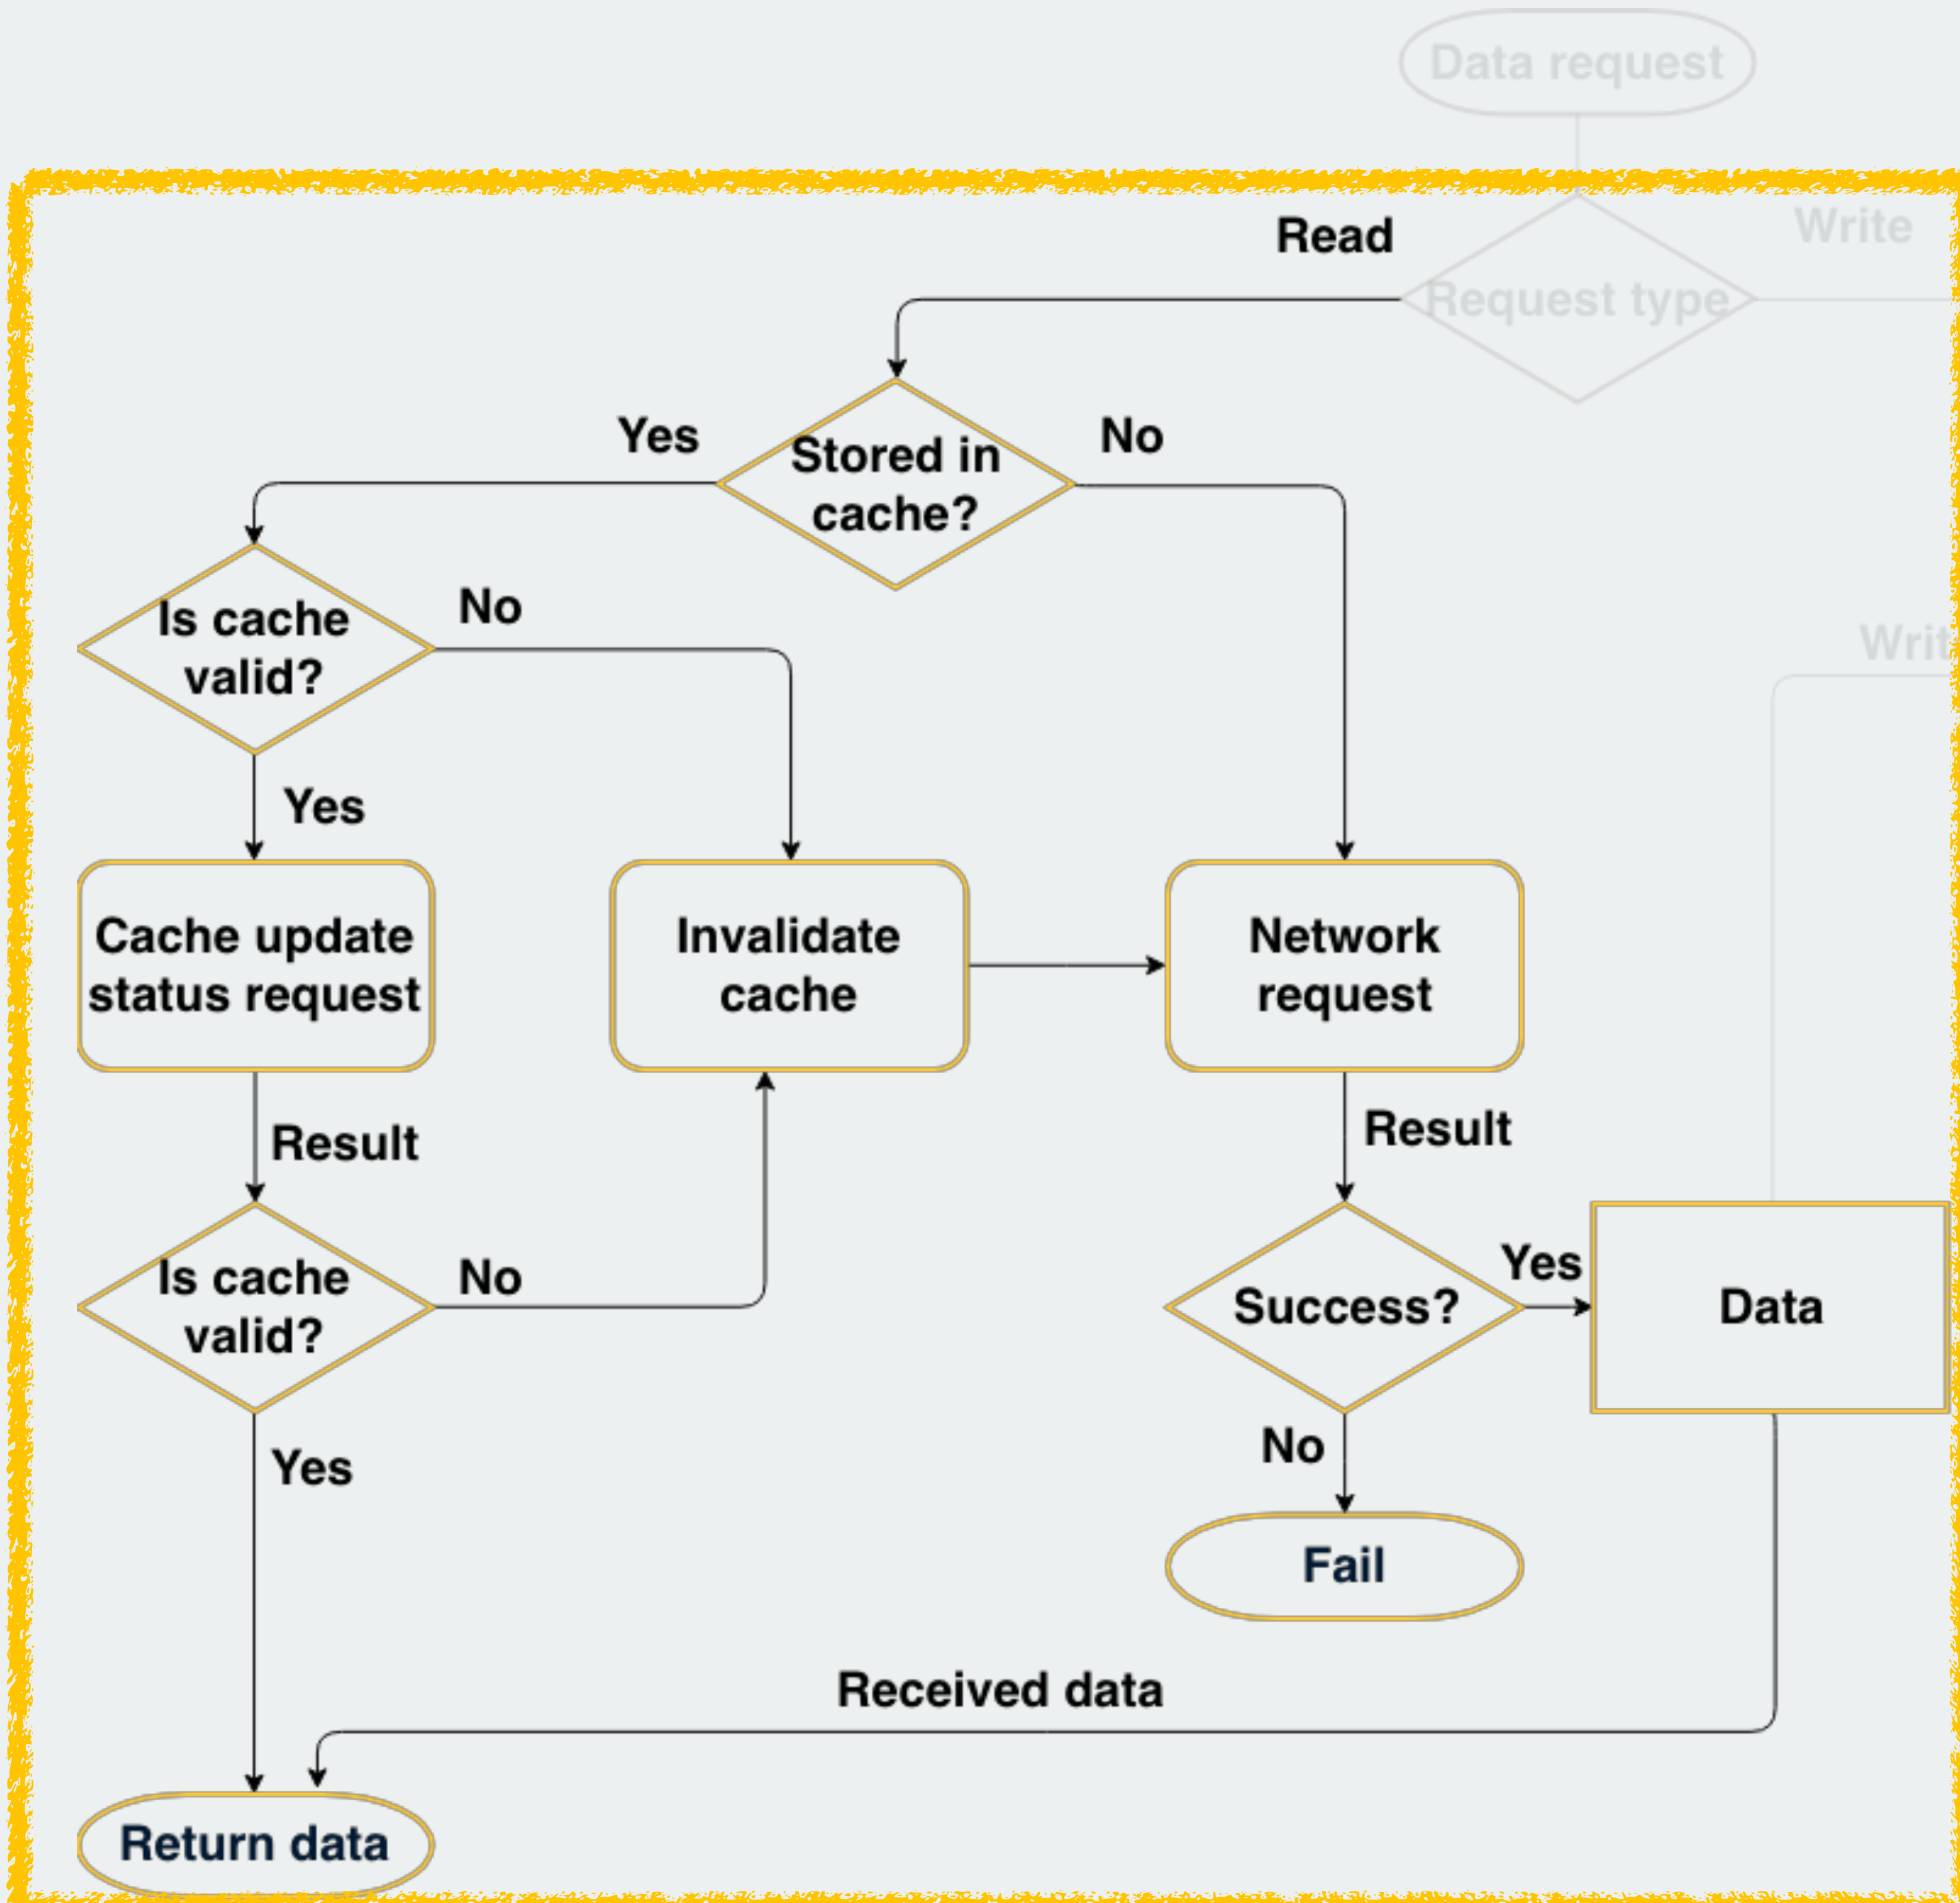 Data request
Read
Write
Request type
Yes
No
Stored in
cache?
Is cache
valid?
No
Writ
Yes
Cache update
status request
Invalidate
cache
Network
request
Result
Result
Is cache
valid?
No
Yes
Success?
Data
Yes
No
Fail
Received data
Return data